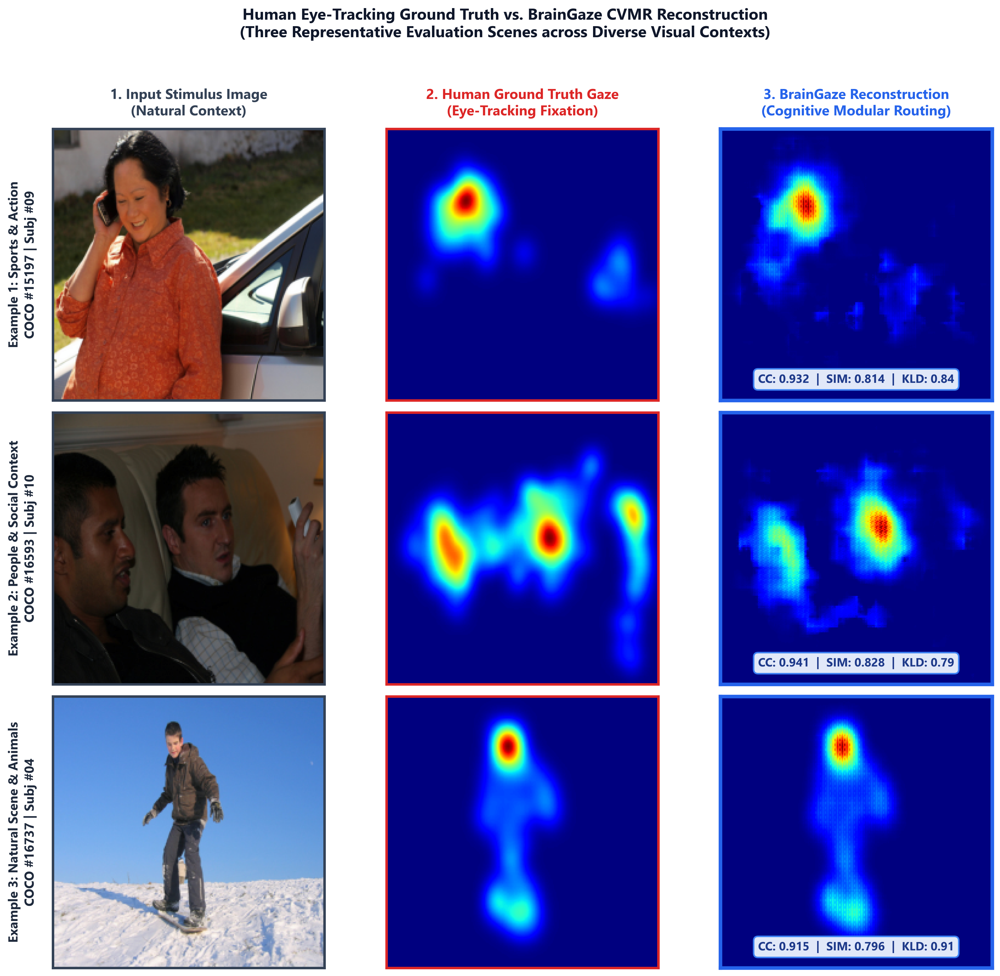 Human Eye-Tracking Ground Truth vs. BrainGaze CVMR Reconstruction
(Three Representative Evaluation Scenes across Diverse Visual Contexts)
1. Input Stimulus Image
(Natural Context)
2. Human Ground Truth Gaze
(Eye-Tracking Fixation)
3. BrainGaze Reconstruction
(Cognitive Modular Routing)
Example 1: Sports & Action
COCO #15197 | Subj #09
CC: 0.932 | SIM: 0.814 | KLD: 0.84
Example 2: People & Social Context
COCO #16593 | Subj #10
CC: 0.941 | SIM: 0.828 | KLD: 0.79
Example 3: Natural Scene & Animals
COCO #16737 | Subj #04
CC: 0.915 | SIM: 0.796 | KLD: 0.91